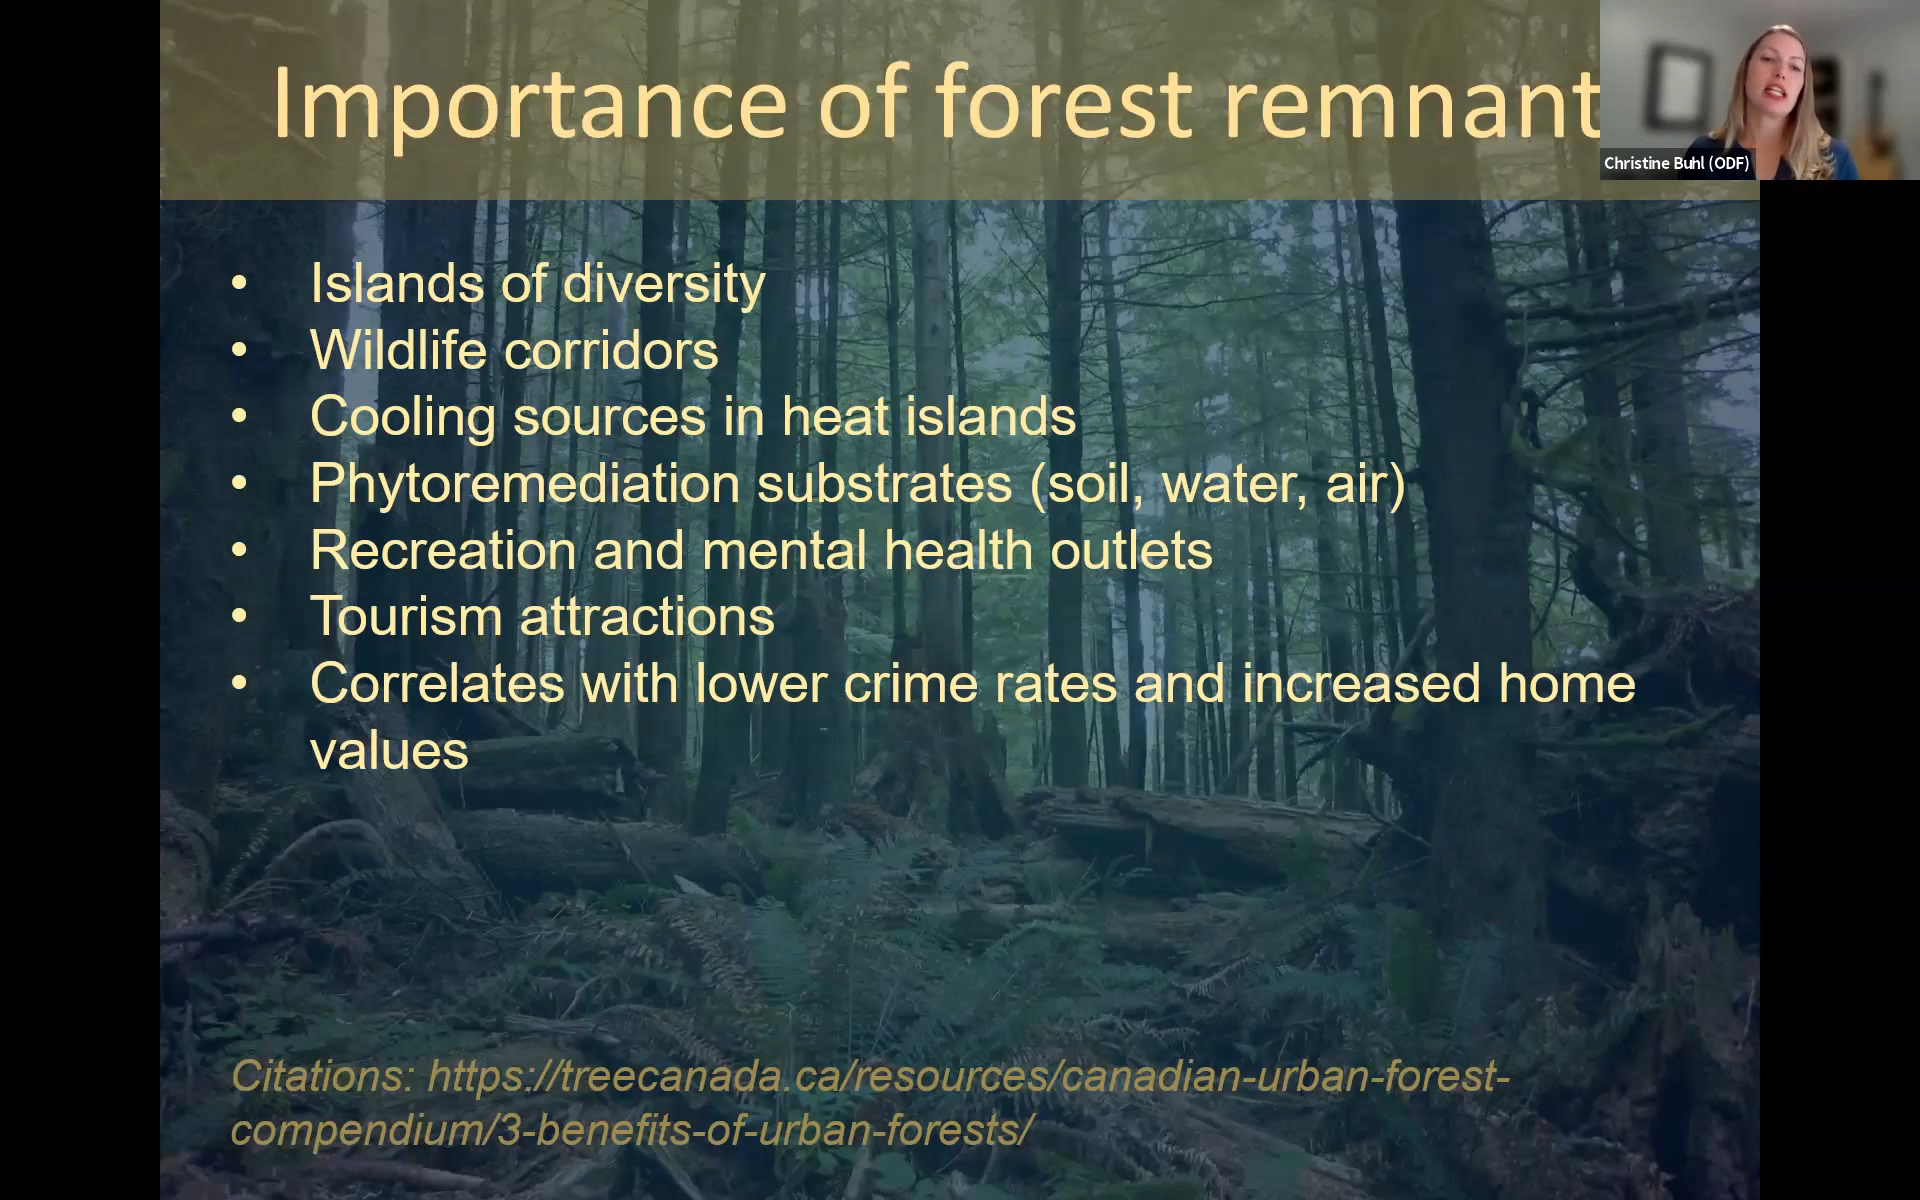 Importance of forest remnant
Christine Buhl (ODF)
• Islands of diversity
• Wildlife corridors
• Cooling sources in heat islands
• Phytoremediation substrates (soil, water, air)
• Recreation and mental health outlets
• Tourism attractions
• Correlates with lower crime rates and increased home
values
Citations: https://treecanada.ca/resources/canadian-urban-forest-
compendium/3-benefits-of-urban-forests/